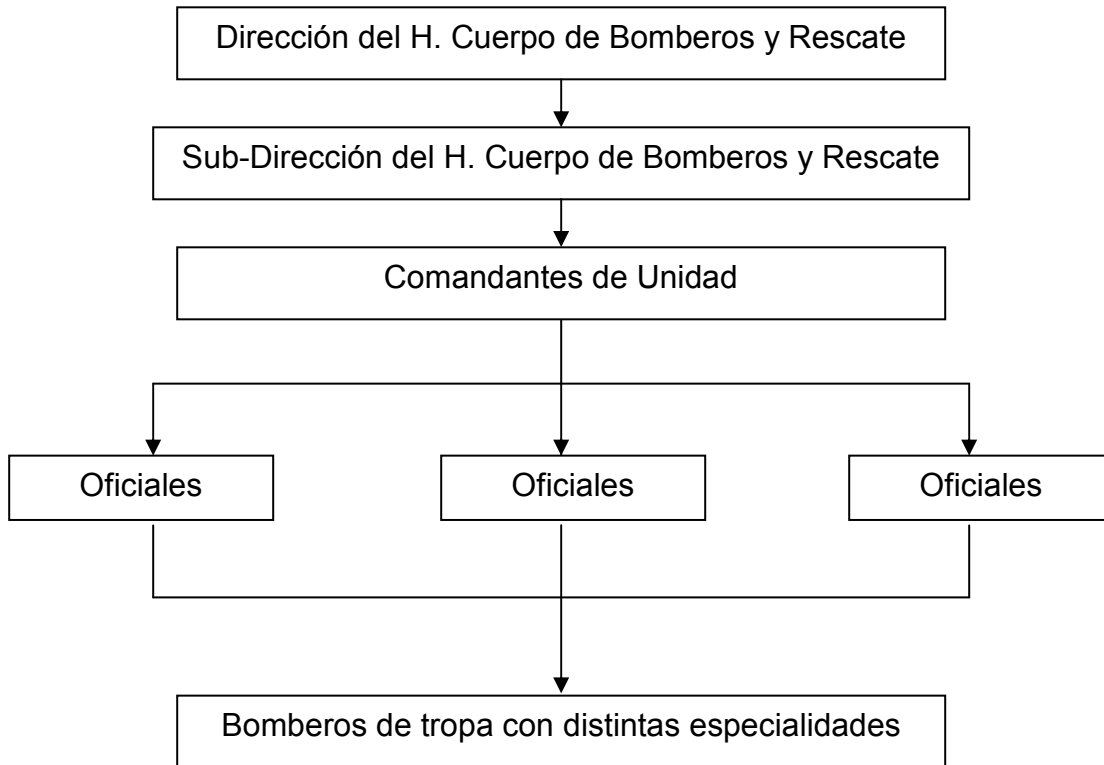 Dirección del H. Cuerpo de Bomberos y Rescate
Sub-Dirección del H. Cuerpo de Bomberos y Rescate
Comandantes de Unidad
Oficiales
Oficiales
Oficiales
Bomberos de tropa con distintas especialidades